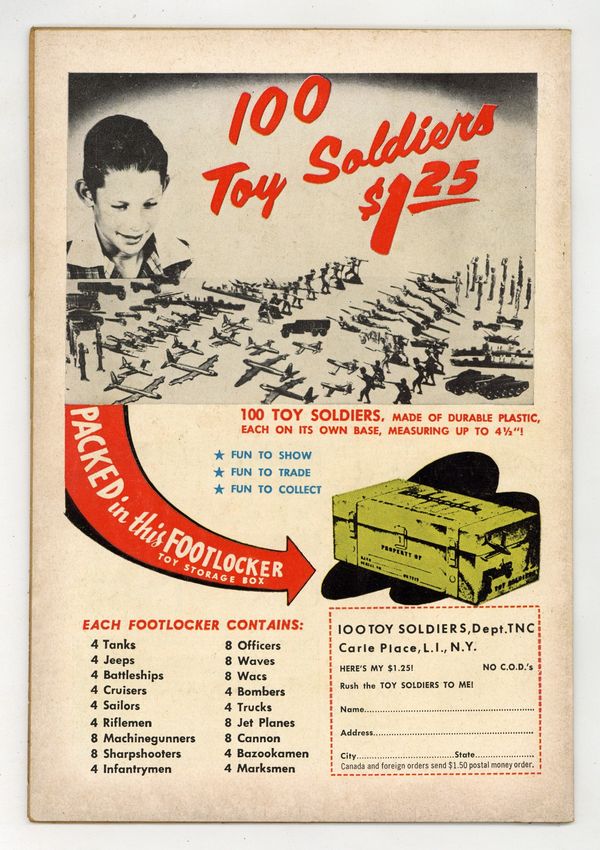 100
Toy Soldiers
$1.25
100 TOY SOLDIERS, MADE OF DURABLE PLASTIC,
EACH ON ITS OWN BASE, MEASURING UP TO 4½"!
★ FUN TO SHOW
★ FUN TO TRADE
★ FUN TO COLLECT
PACKED in this FOOTLOCKER
TOY STORAGE BOX
PROPERTY OF
TOY SOLDIERS
EACH FOOTLOCKER CONTAINS:
4 Tanks
4 Jeeps
4 Battleships
4 Cruisers
4 Sailors
4 Riflemen
8 Machinegunners
8 Sharpshooters
4 Infantrymen
8 Officers
8 Waves
8 Wacs
4 Bombers
4 Trucks
8 Jet Planes
8 Cannon
4 Bazookamen
4 Marksmen
100 TOY SOLDIERS, Dept. TNC
Carle Place, L.I., N.Y.
HERE'S MY $1.25! NO C.O.D.'s
Rush the TOY SOLDIERS TO ME!
Name
Address
City State
Canada and foreign orders send $1.50 postal money order.